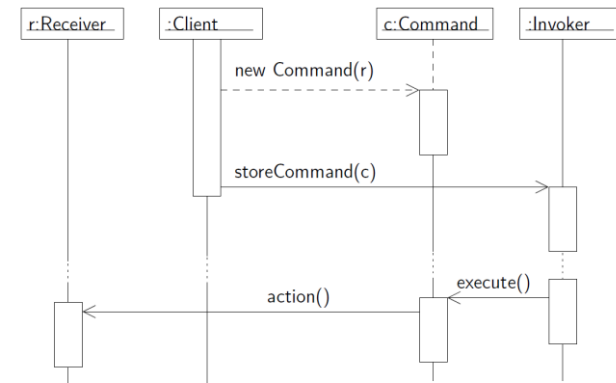 r:Receiver
:Client
c:Command
:Invoker
new Command(r)
storeCommand(c)
execute()
action()